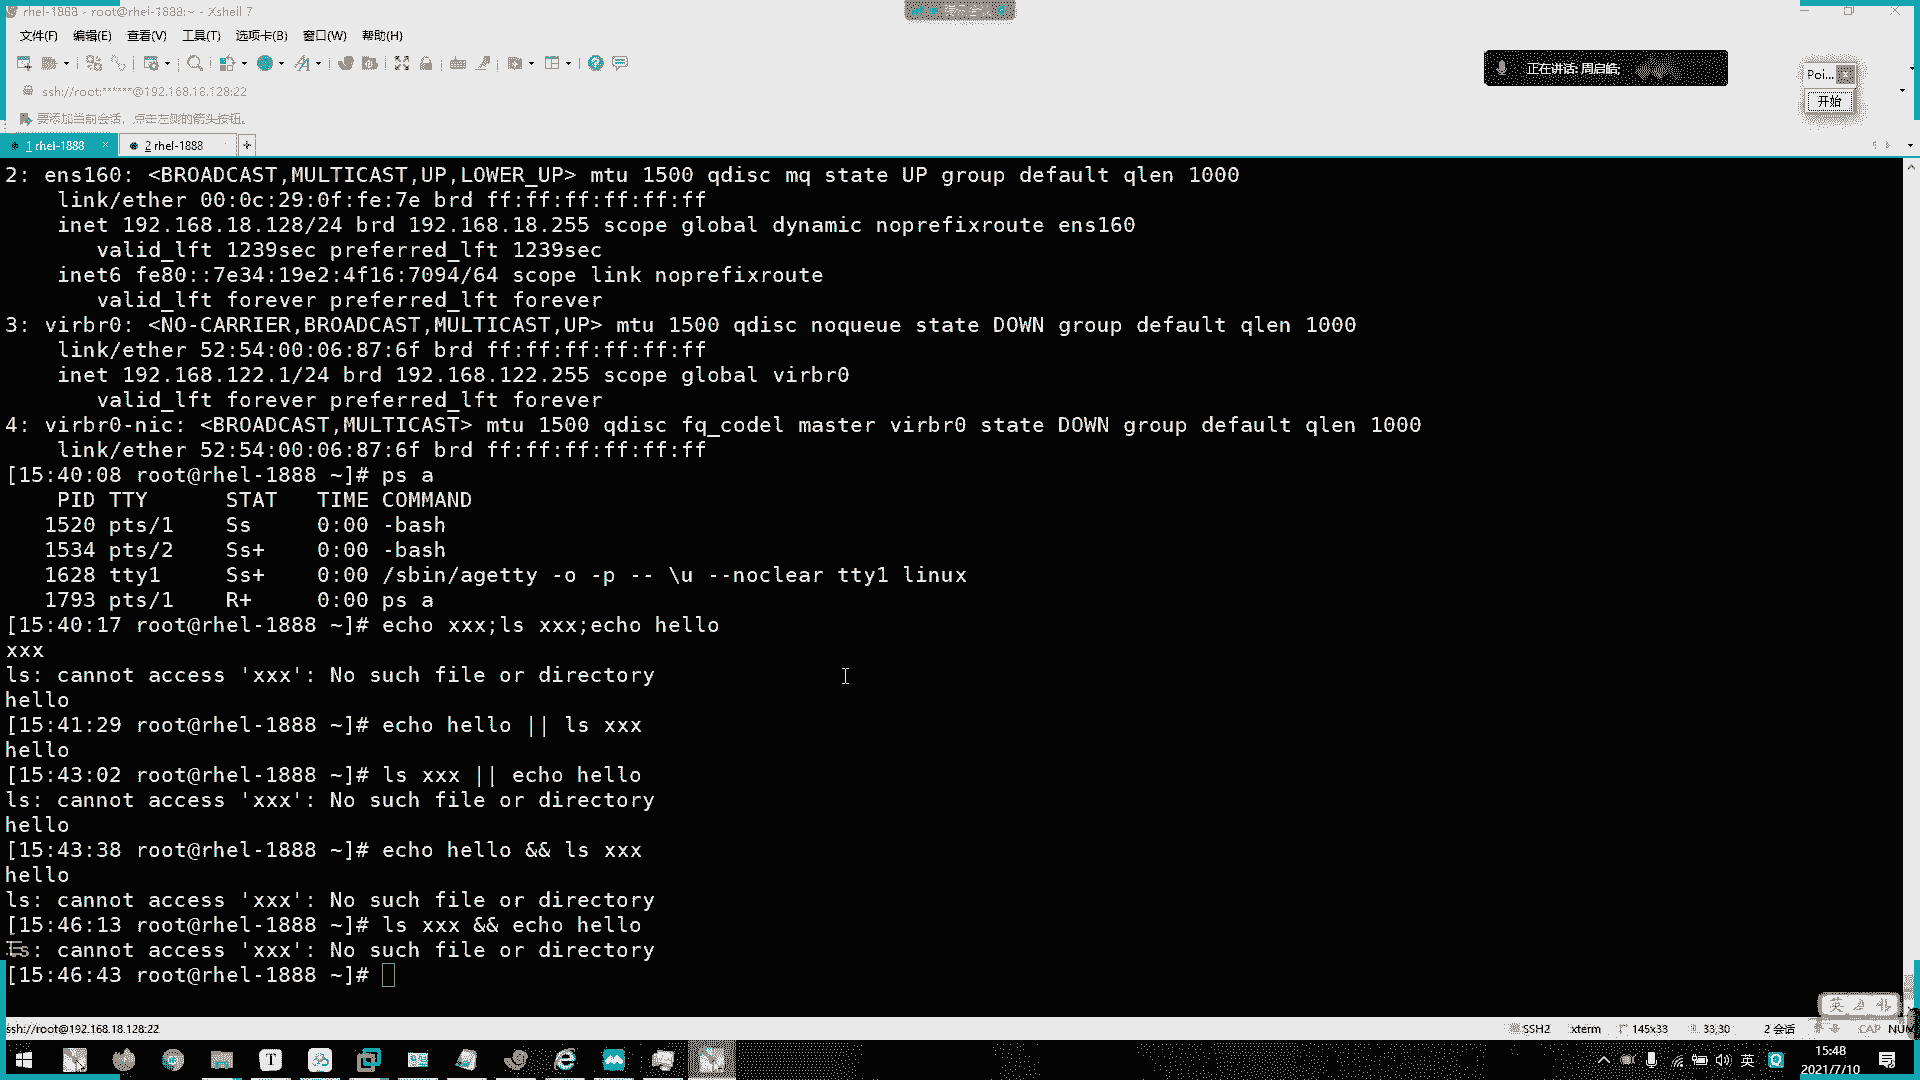 rhel-1888 - root@rhel-1888:~ - Xshell 7
文件(F) 编辑(E) 查看(V) 工具(T) 选项卡(B) 窗口(W) 帮助(H)
ssh://root:******@192.168.18.128:22
要添加当前会话, 点击左侧的箭头按钮。
正在讲话: 周启皓;
Poi...
开始
1 rhel-1888
2 rhel-1888
2: ens160: <BROADCAST,MULTICAST,UP,LOWER_UP> mtu 1500 qdisc mq state UP group default qlen 1000
    link/ether 00:0c:29:0f:fe:7e brd ff:ff:ff:ff:ff:ff
    inet 192.168.18.128/24 brd 192.168.18.255 scope global dynamic noprefixroute ens160
       valid_lft 1239sec preferred_lft 1239sec
    inet6 fe80::7e34:19e2:4f16:7094/64 scope link noprefixroute
       valid_lft forever preferred_lft forever
3: virbr0: <NO-CARRIER,BROADCAST,MULTICAST,UP> mtu 1500 qdisc noqueue state DOWN group default qlen 1000
    link/ether 52:54:00:06:87:6f brd ff:ff:ff:ff:ff:ff
    inet 192.168.122.1/24 brd 192.168.122.255 scope global virbr0
       valid_lft forever preferred_lft forever
4: virbr0-nic: <BROADCAST,MULTICAST> mtu 1500 qdisc fq_codel master virbr0 state DOWN group default qlen 1000
    link/ether 52:54:00:06:87:6f brd ff:ff:ff:ff:ff:ff
[15:40:08 root@rhel-1888 ~]# ps a
    PID TTY      STAT   TIME COMMAND
   1520 pts/1    Ss     0:00 -bash
   1534 pts/2    Ss+    0:00 -bash
   1628 tty1     Ss+    0:00 /sbin/agetty -o -p -- \u --noclear tty1 linux
   1793 pts/1    R+     0:00 ps a
[15:40:17 root@rhel-1888 ~]# echo xxx;ls xxx;echo hello
xxx
ls: cannot access 'xxx': No such file or directory
hello
[15:41:29 root@rhel-1888 ~]# echo hello || ls xxx
hello
[15:43:02 root@rhel-1888 ~]# ls xxx || echo hello
ls: cannot access 'xxx': No such file or directory
hello
[15:43:38 root@rhel-1888 ~]# echo hello && ls xxx
hello
ls: cannot access 'xxx': No such file or directory
[15:46:13 root@rhel-1888 ~]# ls xxx && echo hello
ls: cannot access 'xxx': No such file or directory
[15:46:43 root@rhel-1888 ~]#
ssh://root@192.168.18.128:22 SSH2 xterm 145x33 33,30 2 会话 CAP NUM
英
15:48
2021/7/10